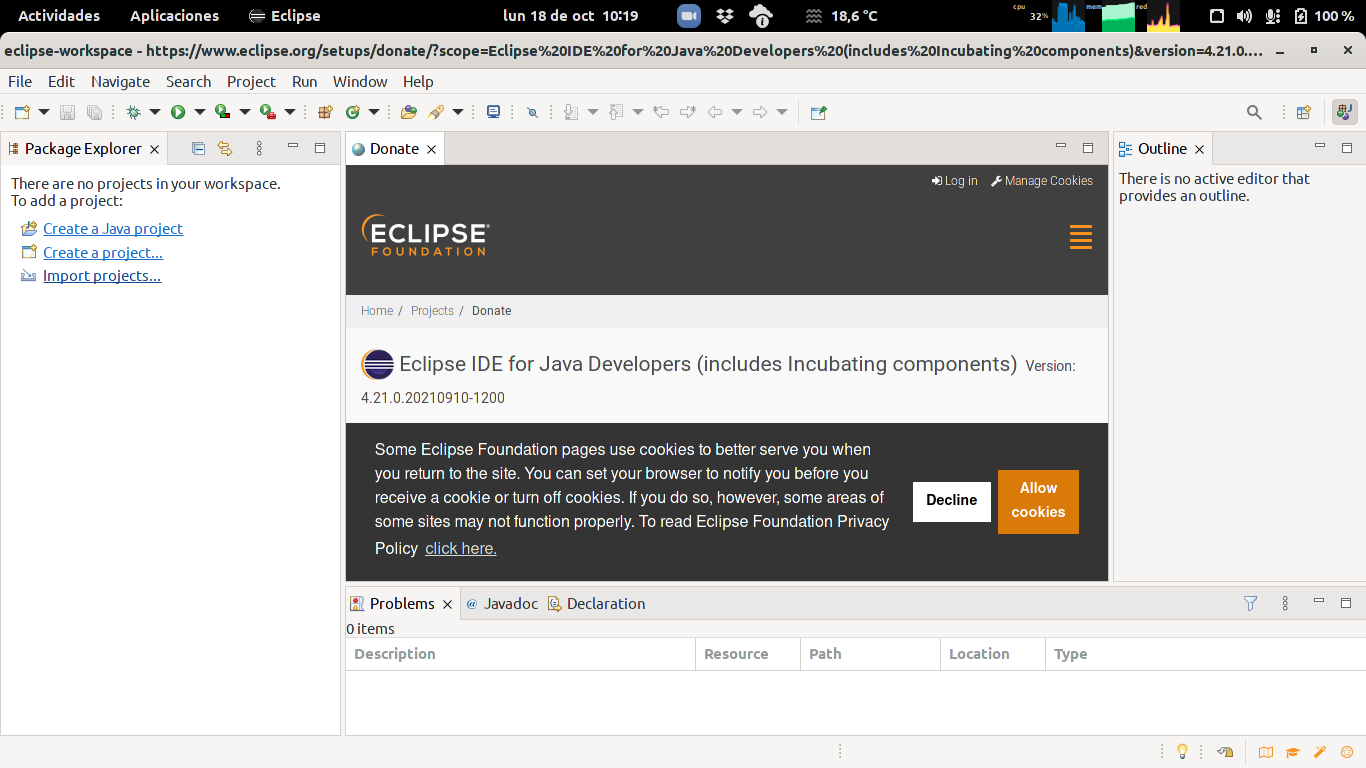 Actividades
Aplicaciones
Eclipse
lun 18 de oct 10:19
18,6 °C
cpu
32%
mem
red
100 %
eclipse-workspace - https://www.eclipse.org/setups/donate/?scope=Eclipse%20IDE%20for%20Java%20Developers%20(includes%20Incubating%20components)&version=4.21.0....
File Edit Navigate Search Project Run Window Help
Package Explorer
There are no projects in your workspace.
To add a project:
Create a Java project
Create a project...
Import projects...
Donate
Log in
Manage Cookies
ECLIPSE
FOUNDATION
Home / Projects / Donate
Eclipse IDE for Java Developers (includes Incubating components) Version:
4.21.0.20210910-1200
Some Eclipse Foundation pages use cookies to better serve you when
you return to the site. You can set your browser to notify you before you
receive a cookie or turn off cookies. If you do so, however, some areas of
some sites may not function properly. To read Eclipse Foundation Privacy
Policy click here.
Decline
Allow
cookies
Outline
There is no active editor that
provides an outline.
Problems
@ Javadoc
Declaration
0 items
Description Resource Path Location Type